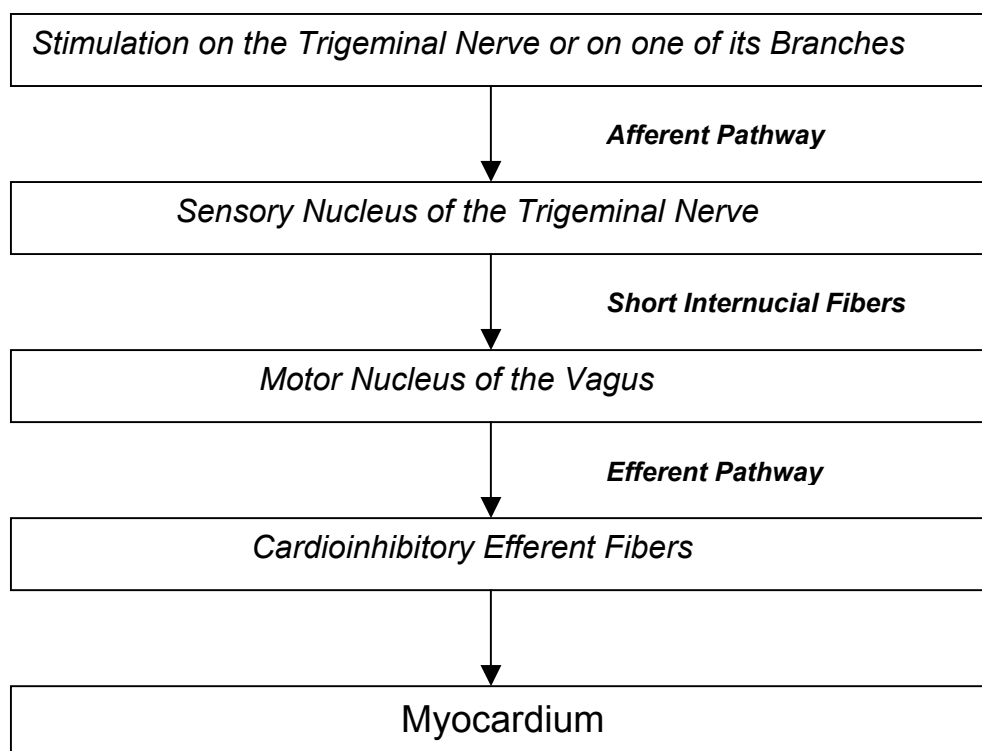 Stimulation on the Trigeminal Nerve or on one of its Branches
Afferent Pathway
Sensory Nucleus of the Trigeminal Nerve
Short Internucial Fibers
Motor Nucleus of the Vagus
Efferent Pathway
Cardioinhibitory Efferent Fibers
Myocardium